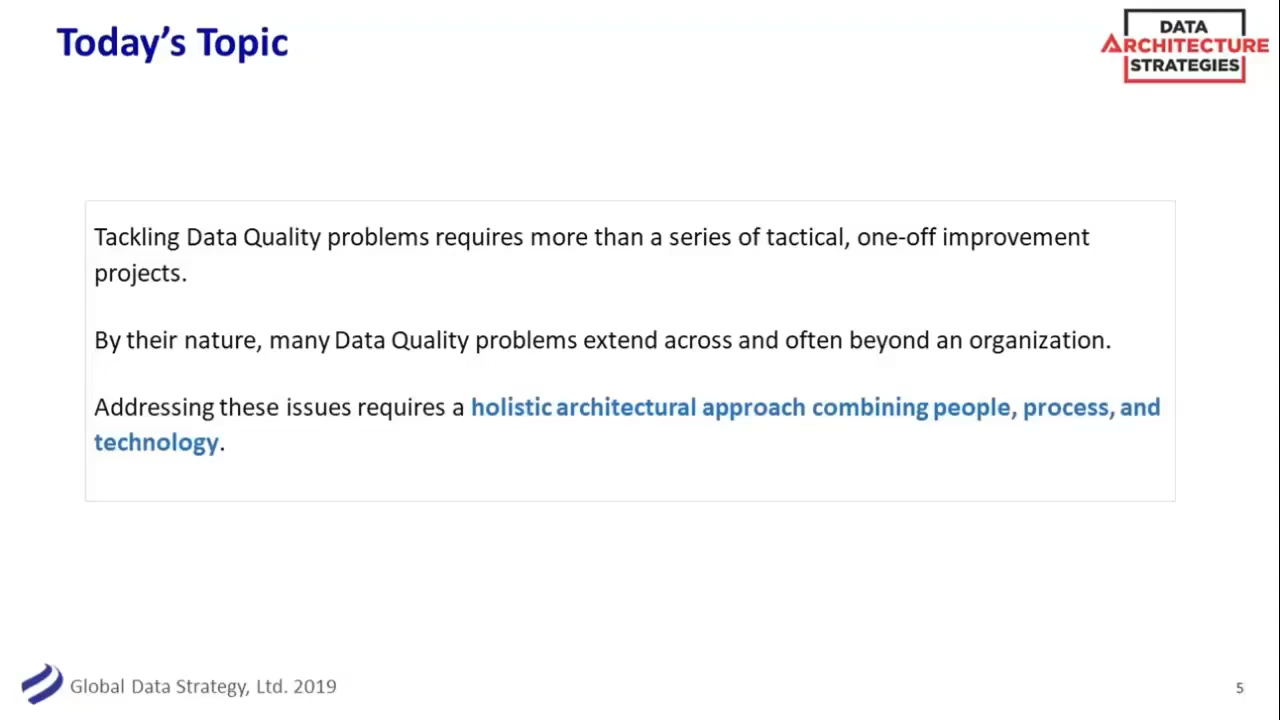 Today’s Topic
DATA
ARCHITECTURE
STRATEGIES
Tackling Data Quality problems requires more than a series of tactical, one-off improvement
projects.
By their nature, many Data Quality problems extend across and often beyond an organization.
Addressing these issues requires a holistic architectural approach combining people, process, and
technology.
Global Data Strategy, Ltd. 2019
5